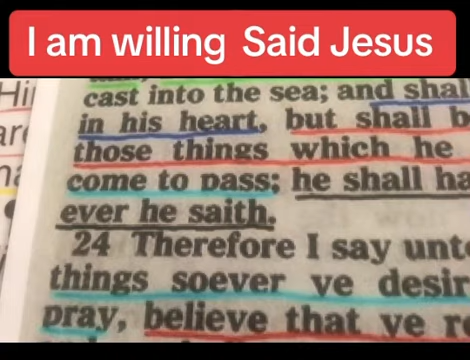 I am willing Said Jesus
cast into the sea; and shal
in his heart, but shall b
those things which he
come to pass; he shall ha
ever he saith.
24 Therefore I say unt
things soever ye desir
pray, believe that ye r